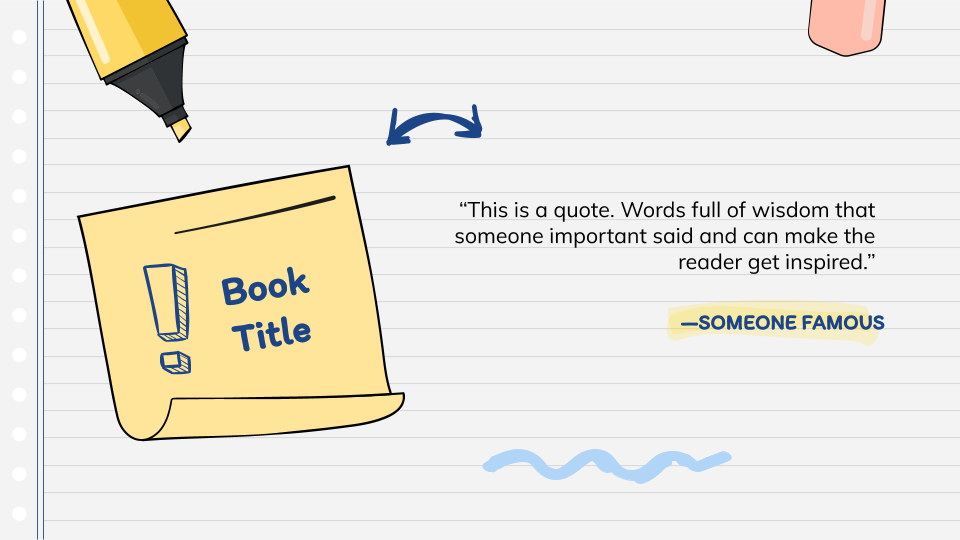 Book
Title
“This is a quote. Words full of wisdom that
someone important said and can make the
reader get inspired.”
—SOMEONE FAMOUS